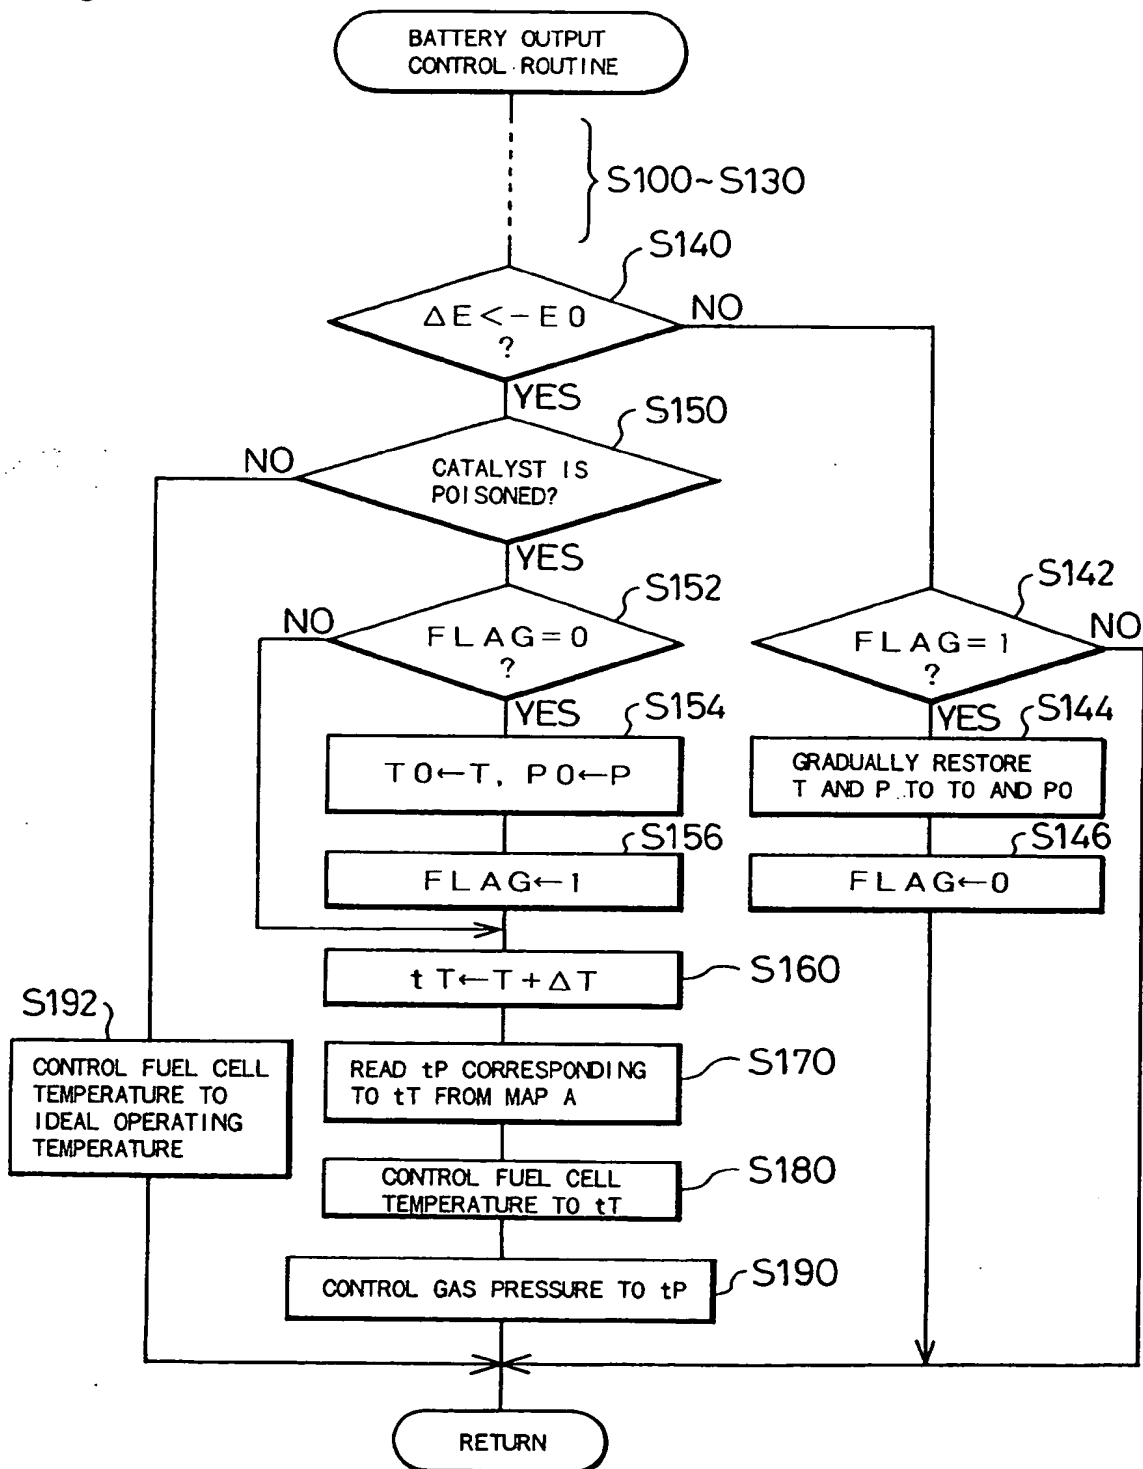 BATTERY OUTPUT
CONTROL ROUTINE
S100~S130
S140
ΔE<-E0
?
NO
YES
S150
CATALYST IS
POISONED?
NO
YES
S152
FLAG=0
?
NO
YES
S142
FLAG=1
?
NO
YES
S154
T0←T, P0←P
S144
GRADUALLY RESTORE
T AND P TO T0 AND P0
S156
FLAG←1
S146
FLAG←0
tT←T+ΔT
S160
S192
CONTROL FUEL CELL
TEMPERATURE TO
IDEAL OPERATING
TEMPERATURE
READ tP CORRESPONDING
TO tT FROM MAP A
S170
CONTROL FUEL CELL
TEMPERATURE TO tT
S180
CONTROL GAS PRESSURE TO tP
S190
RETURN